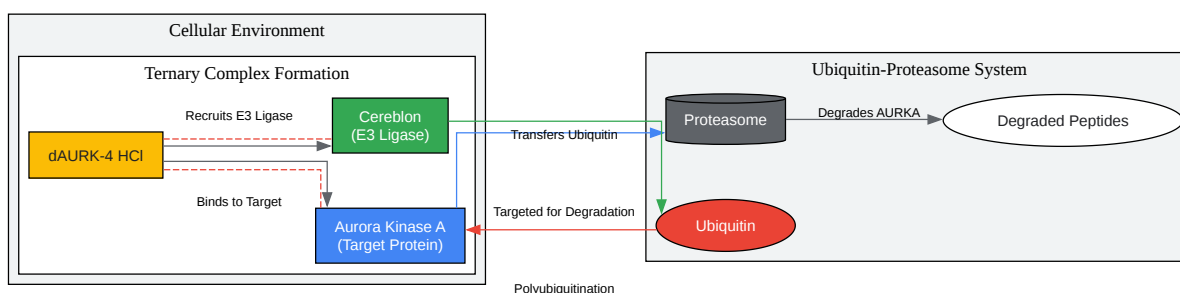 Cellular Environment
Ternary Complex Formation
Ubiquitin-Proteasome System
Recruits E3 Ligase
Cereblon
(E3 Ligase)
dAURK-4 HCl
Binds to Target
Aurora Kinase A
(Target Protein)
Transfers Ubiquitin
Proteasome
Degrades AURKA
Degraded Peptides
Targeted for Degradation
Ubiquitin
Polyubiquitination